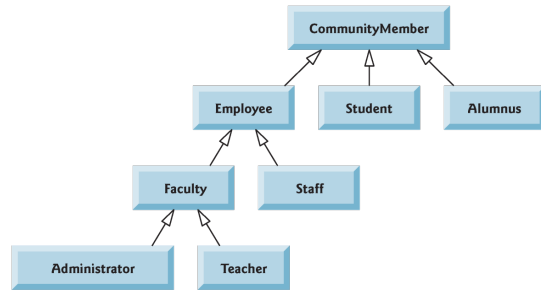 CommunityMember
Employee
Student
Alumnus
Faculty
Staff
Administrator
Teacher